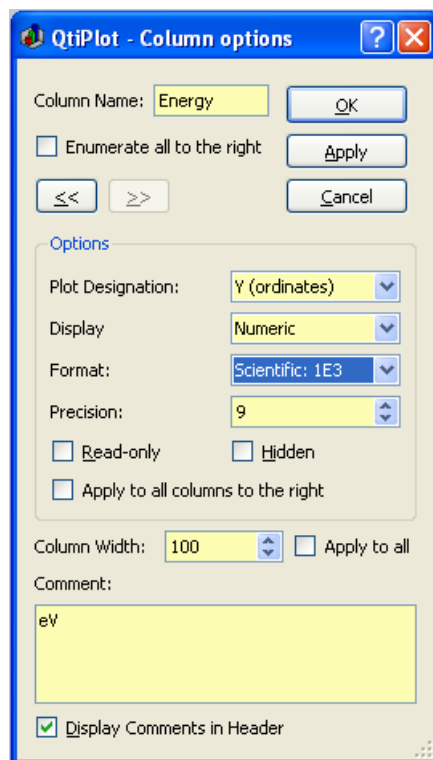 QtiPlot - Column options
Column Name: Energy
OK
Enumerate all to the right
Apply
<< >>
Cancel
Options
Plot Designation: Y (ordinates)
Display Numeric
Format: Scientific: 1E3
Precision: 9
Read-only Hidden
Apply to all columns to the right
Column Width: 100 Apply to all
Comment:
eV
Display Comments in Header